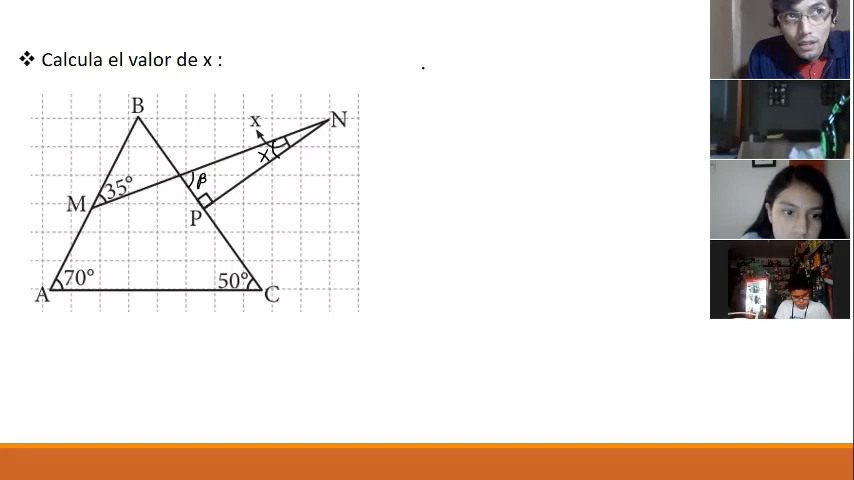 ❖ Calcula el valor de x :
.
B
x
N
x
35°
β
M
P
70°
50°
A
C